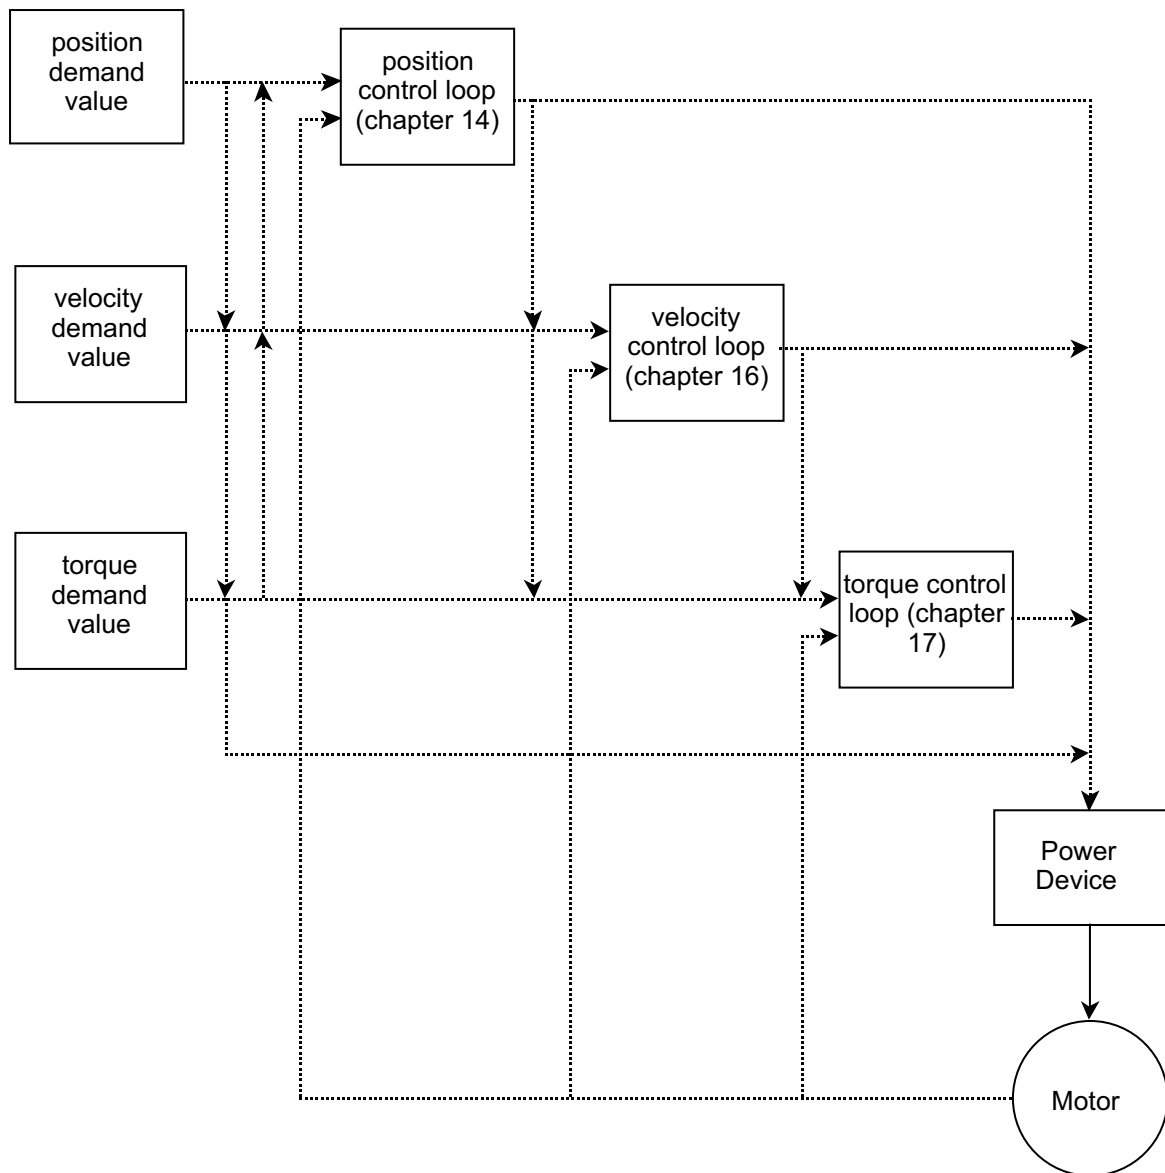 position
demand
value
position
control loop
(chapter 14)
velocity
demand
value
velocity
control loop
(chapter 16)
torque
demand
value
torque control
loop (chapter
17)
Power
Device
Motor